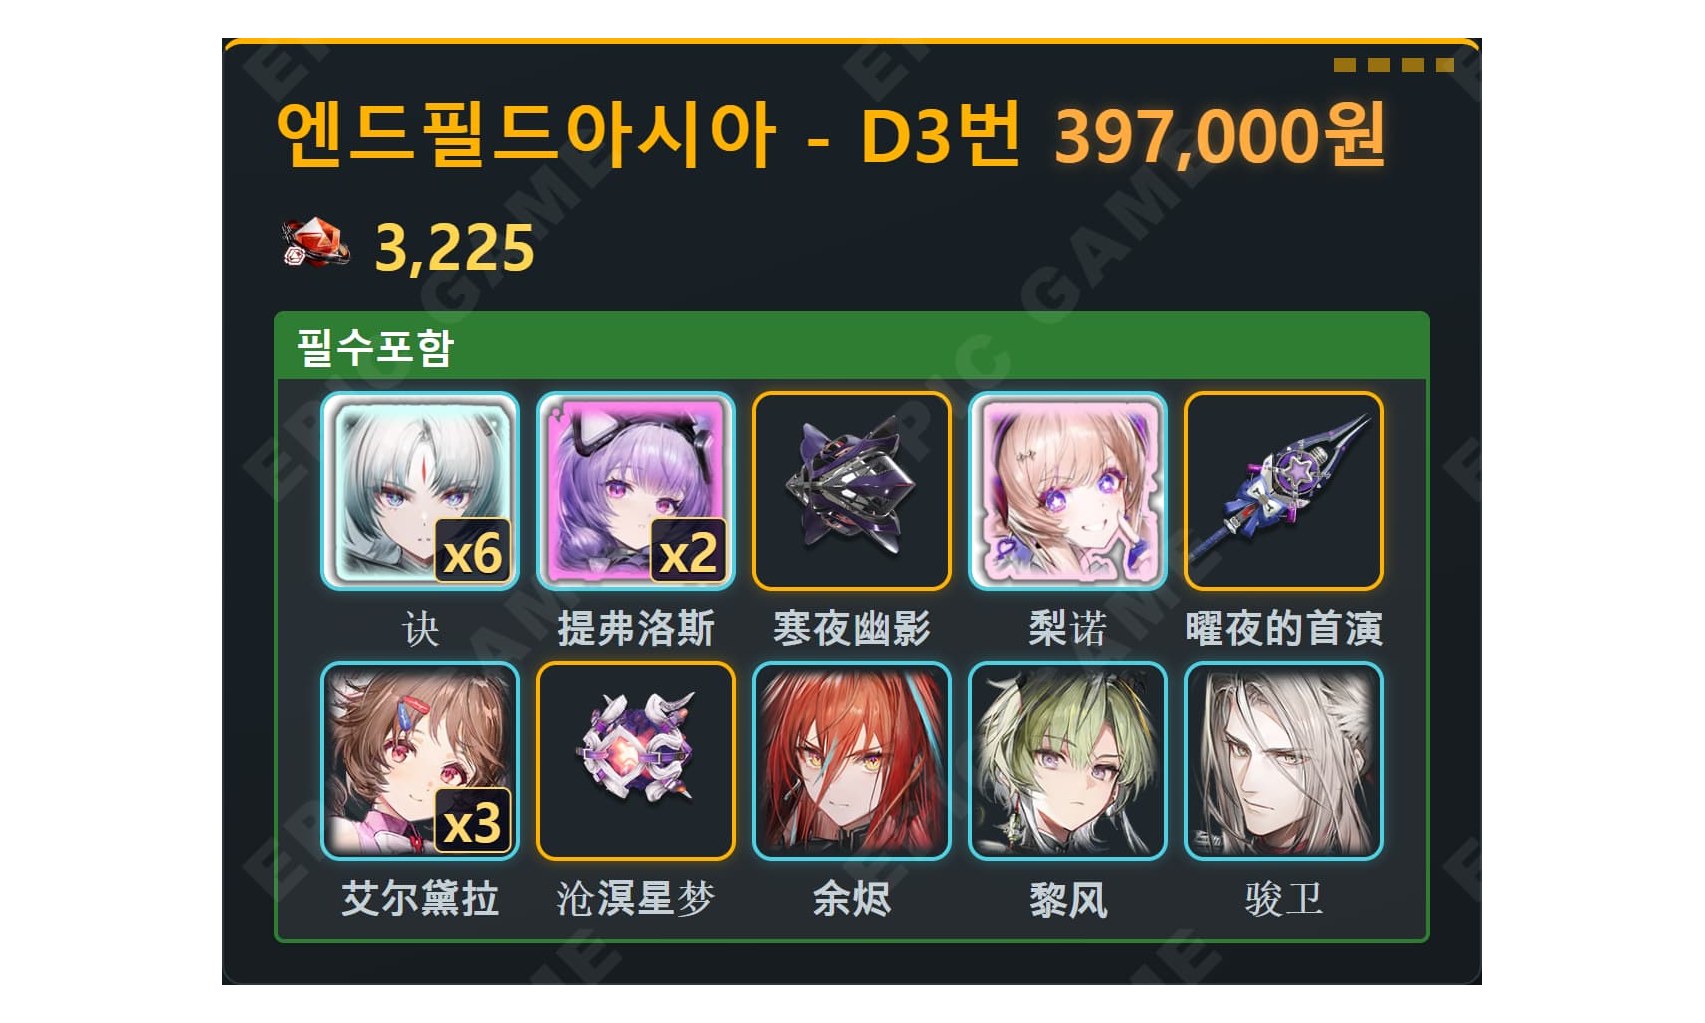 엔드필드아시아 - D3번 397,000원
3,225
필수포함
x6 x2
诀 提弗洛斯 寒夜幽影 梨诺 曜夜的首演
x3
艾尔黛拉 沧溟星梦 余烬 黎风 骏卫
EPIC GAME